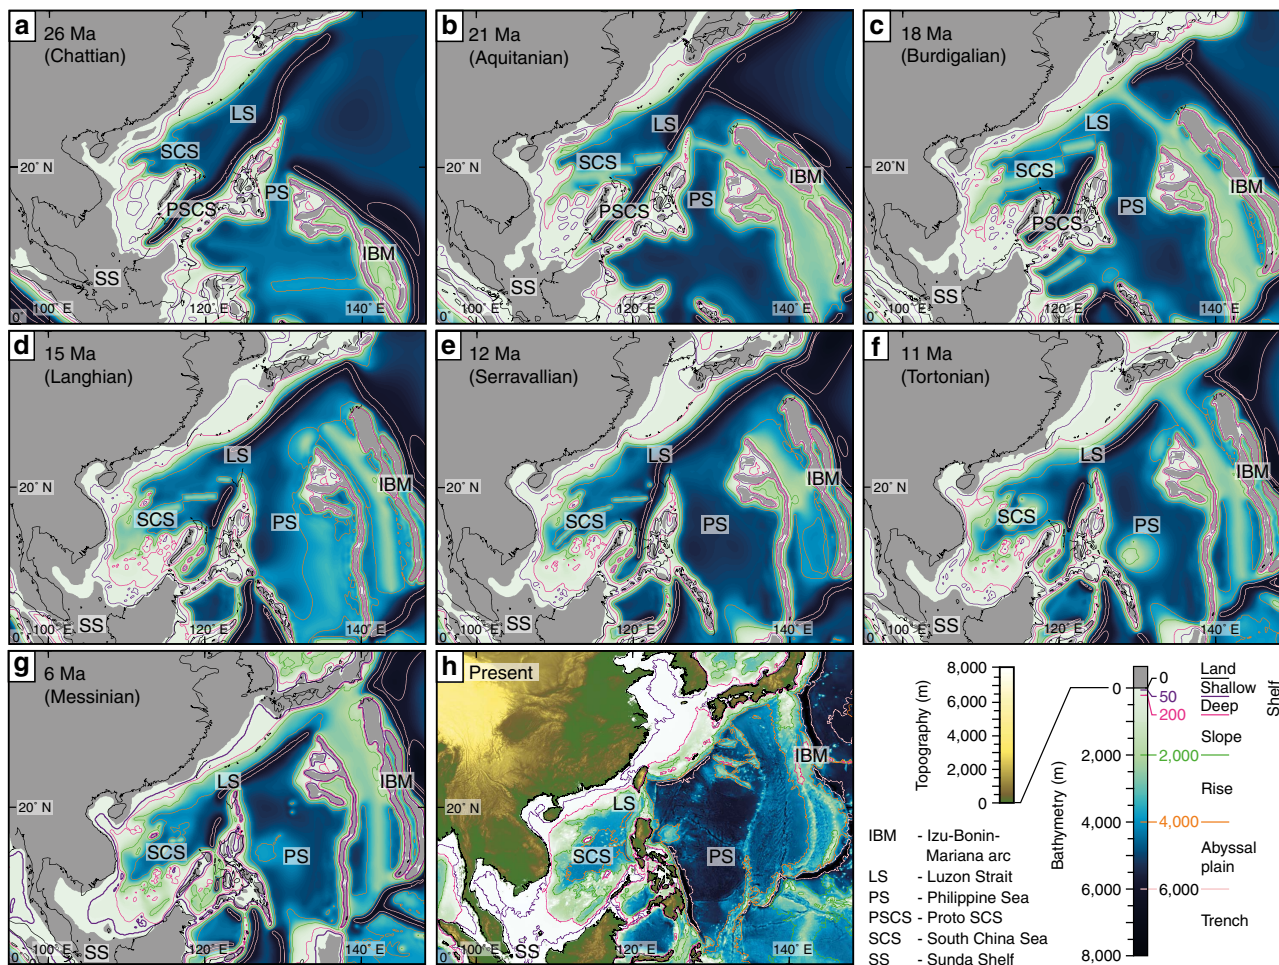 a
26 Ma
(Chattian)
LS
SCS
20° N
PS
PSCS
IBM
SS
0°
100° E
120° E
140° E
b
21 Ma
(Aquitanian)
LS
SCS
20° N
IBM
PS
PSCS
SS
0°
100° E
120° E
140° E
c
18 Ma
(Burdigalian)
LS
SCS
20° N
IBM
PS
PSCS
SS
0°
100° E
120° E
140° E
d
15 Ma
(Langhian)
LS
IBM
20° N
SCS
PS
SS
0°
100° E
120° E
140° E
e
12 Ma
(Serravallian)
LS
IBM
20° N
SCS
PS
SS
0°
100° E
120° E
140° E
f
11 Ma
(Tortonian)
LS
IBM
20° N
SCS
PS
SS
0°
100° E
120° E
140° E
g
6 Ma
(Messinian)
LS
IBM
20° N
SCS
PS
SS
0°
100° E
120° E
140° E
h
Present
IBM
LS
20° N
SCS
PS
SS
0°
100° E
120° E
140° E
Topography (m)
8,000
6,000
4,000
2,000
0
Bathymetry (m)
0
2,000
4,000
6,000
8,000
0
50
200
2,000
4,000
6,000
Land
Shallow
Deep
Shelf
Slope
Rise
Abyssal
plain
Trench
IBM - Izu-Bonin-
Mariana arc
LS - Luzon Strait
PS - Philippine Sea
PSCS - Proto SCS
SCS - South China Sea
SS - Sunda Shelf